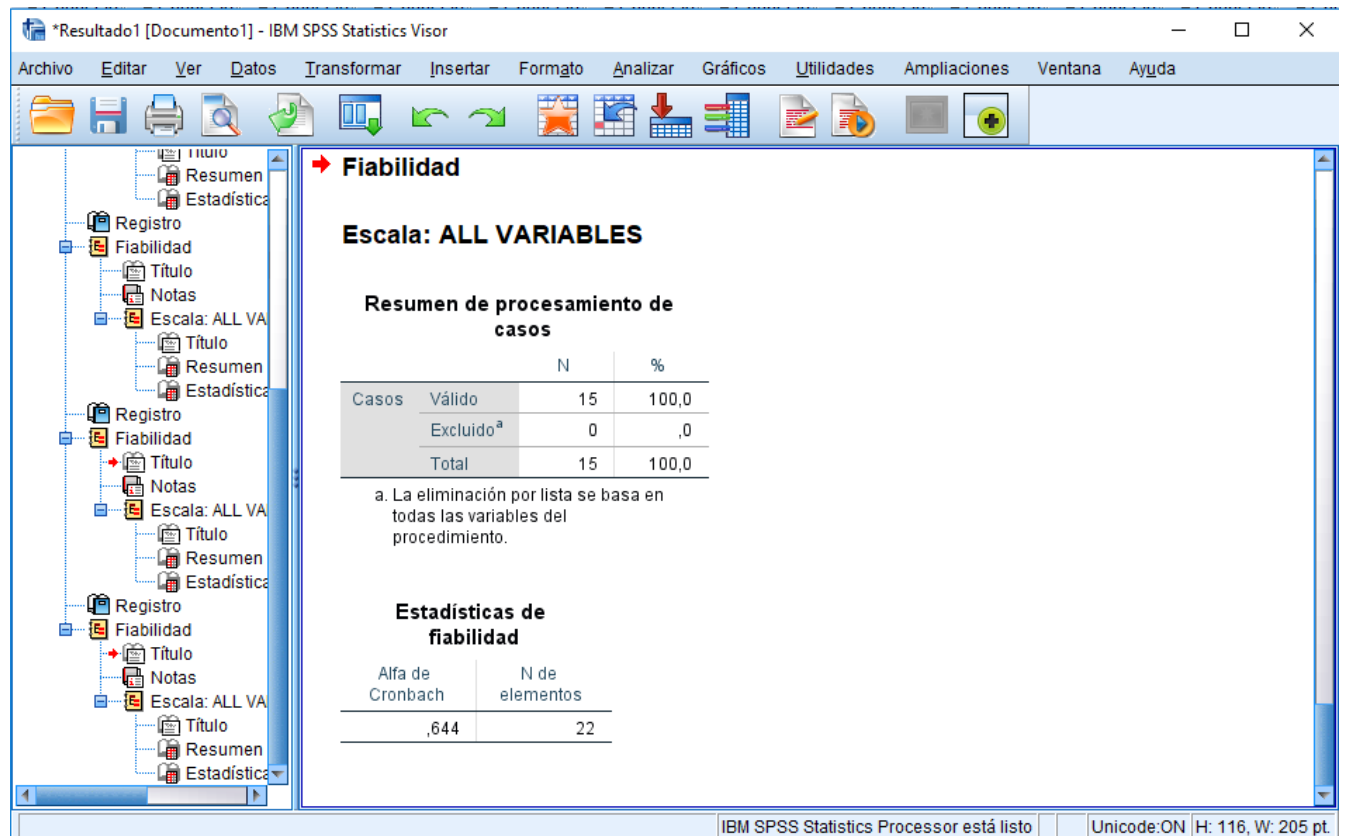 *Resultado1 [Documento1] - IBM SPSS Statistics Visor
Archivo Editar Ver Datos Transformar Insertar Formato Analizar Gráficos Utilidades Ampliaciones Ventana Ayuda
Título
Resumen
Estadística
Registro
Fiabilidad
Título
Notas
Escala: ALL VA
Título
Resumen
Estadística
Registro
Fiabilidad
Título
Notas
Escala: ALL VA
Título
Resumen
Estadística
Registro
Fiabilidad
Título
Notas
Escala: ALL VA
Título
Resumen
Estadística
Fiabilidad
Escala: ALL VARIABLES
Resumen de procesamiento de
casos
N %
Casos Válido 15 100,0
Excluido a 0 ,0
Total 15 100,0
a. La eliminación por lista se basa en
todas las variables del
procedimiento.
Estadísticas de
fiabilidad
Alfa de N de
Cronbach elementos
,644 22
IBM SPSS Statistics Processor está listo Unicode:ON H: 116, W: 205 pt.